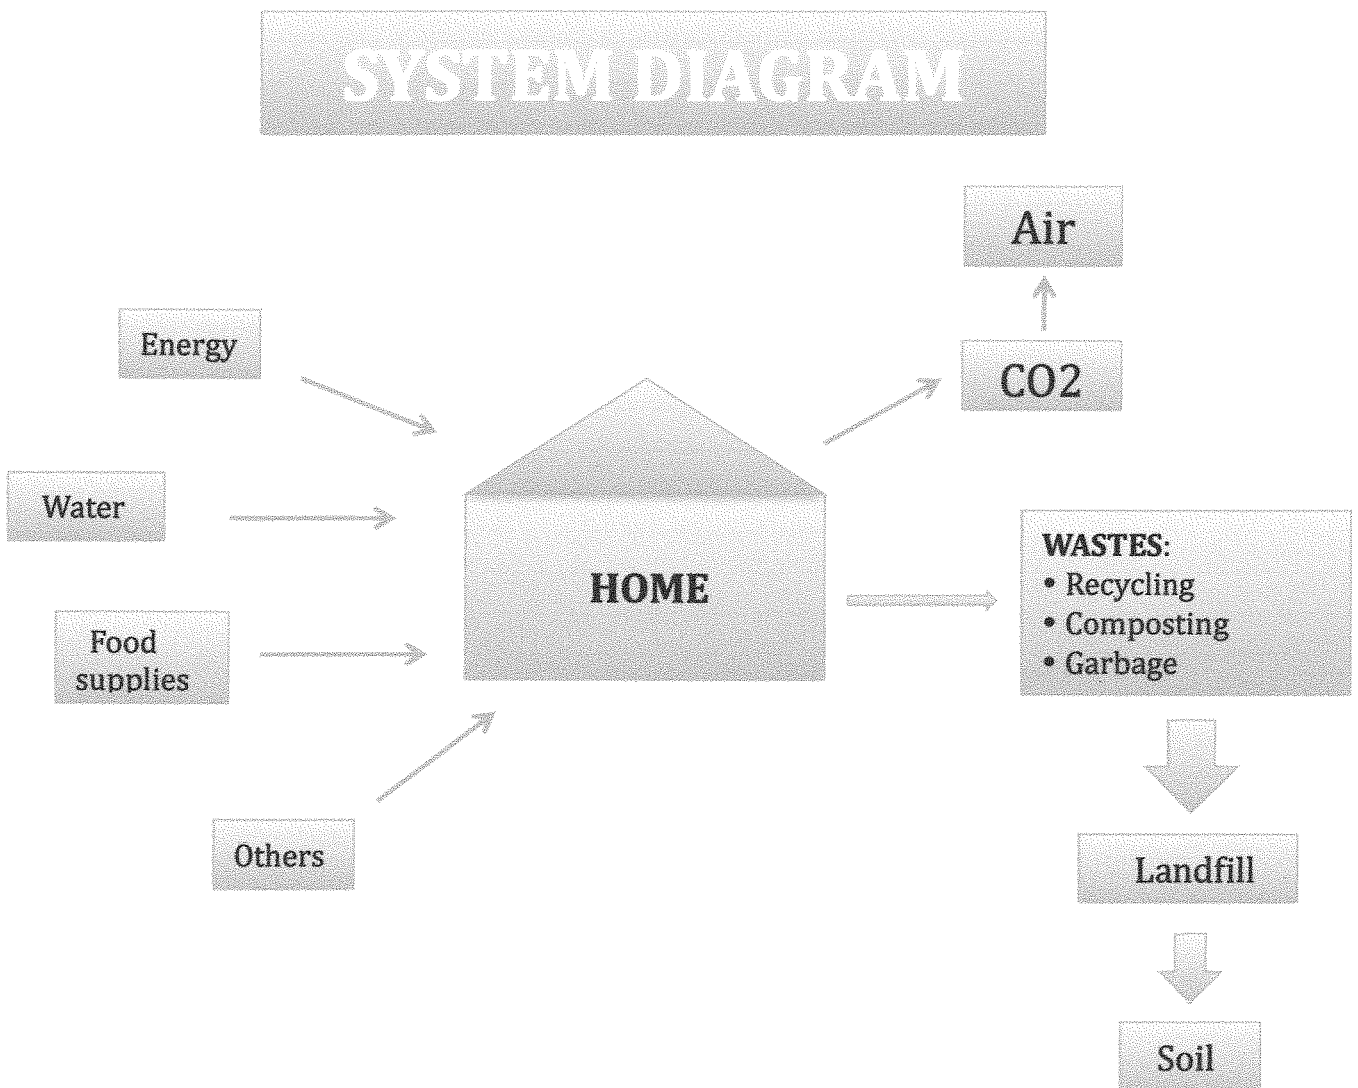 SYSTEM DIAGRAM
Air
Energy
CO2
Water
HOME
WASTES:
• Recycling
• Composting
• Garbage
Food
supplies
Others
Landfill
Soil